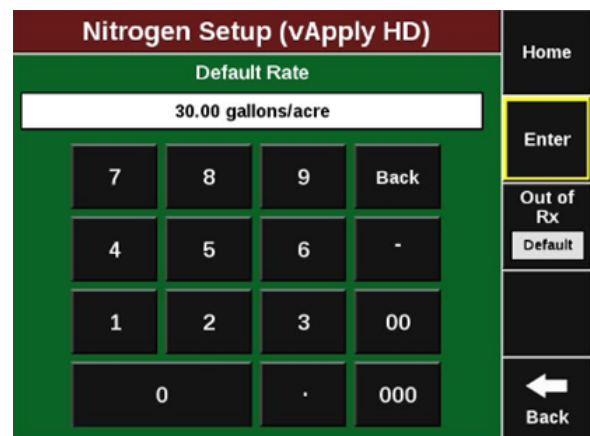 Nitrogen Setup (vApply HD)
Default Rate
30.00 gallons/acre
7 8 9 Back
4 5 6 -
1 2 3 00
0 . 000
Home
Enter
Out of
Rx
Default
Back